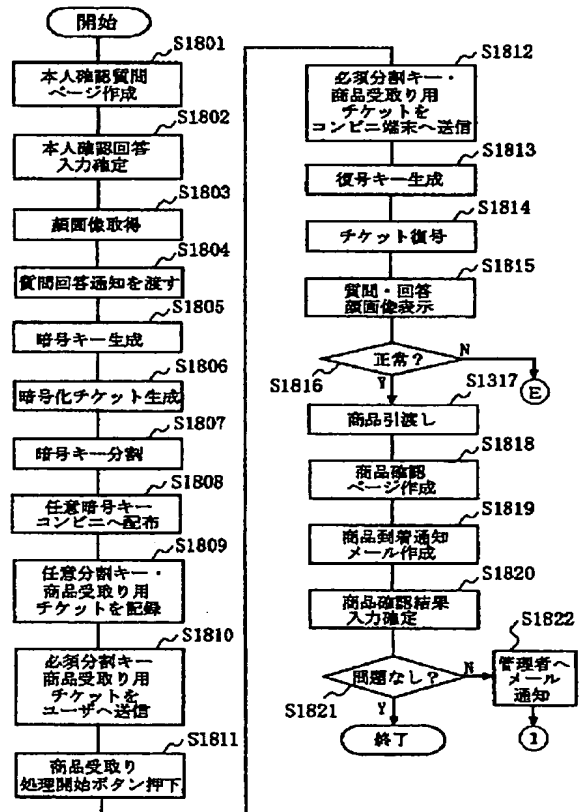 開始
S1801
本人確認質問
ページ作成
S1802
本人確認回答
入力確定
S1803
顔画像取得
S1804
質問回答通知を渡す
S1805
暗号キー生成
S1806
暗号化チケット生成
S1807
暗号キー分割
S1808
任意暗号キー
コンビニへ配布
S1809
任意分割キー・
商品受取り用
チケットを記録
S1810
必須分割キー
商品受取り用
チケットを
ユーザへ送信
S1811
商品受取り
処理開始ボタン押下
S1812
必須分割キー・
商品受取り用
チケットを
コンビニ端末へ送信
S1813
復号キー生成
S1814
チケット復号
S1815
質問・回答
顔画像表示
正常?
N
S1816
Y
E
S1317
商品引渡し
S1818
商品確認
ページ作成
S1819
商品到着通知
メール作成
S1820
商品確認結果
入力確定
S1822
問題なし?
N
管理者へ
メール
通知
S1821
Y
終了
1